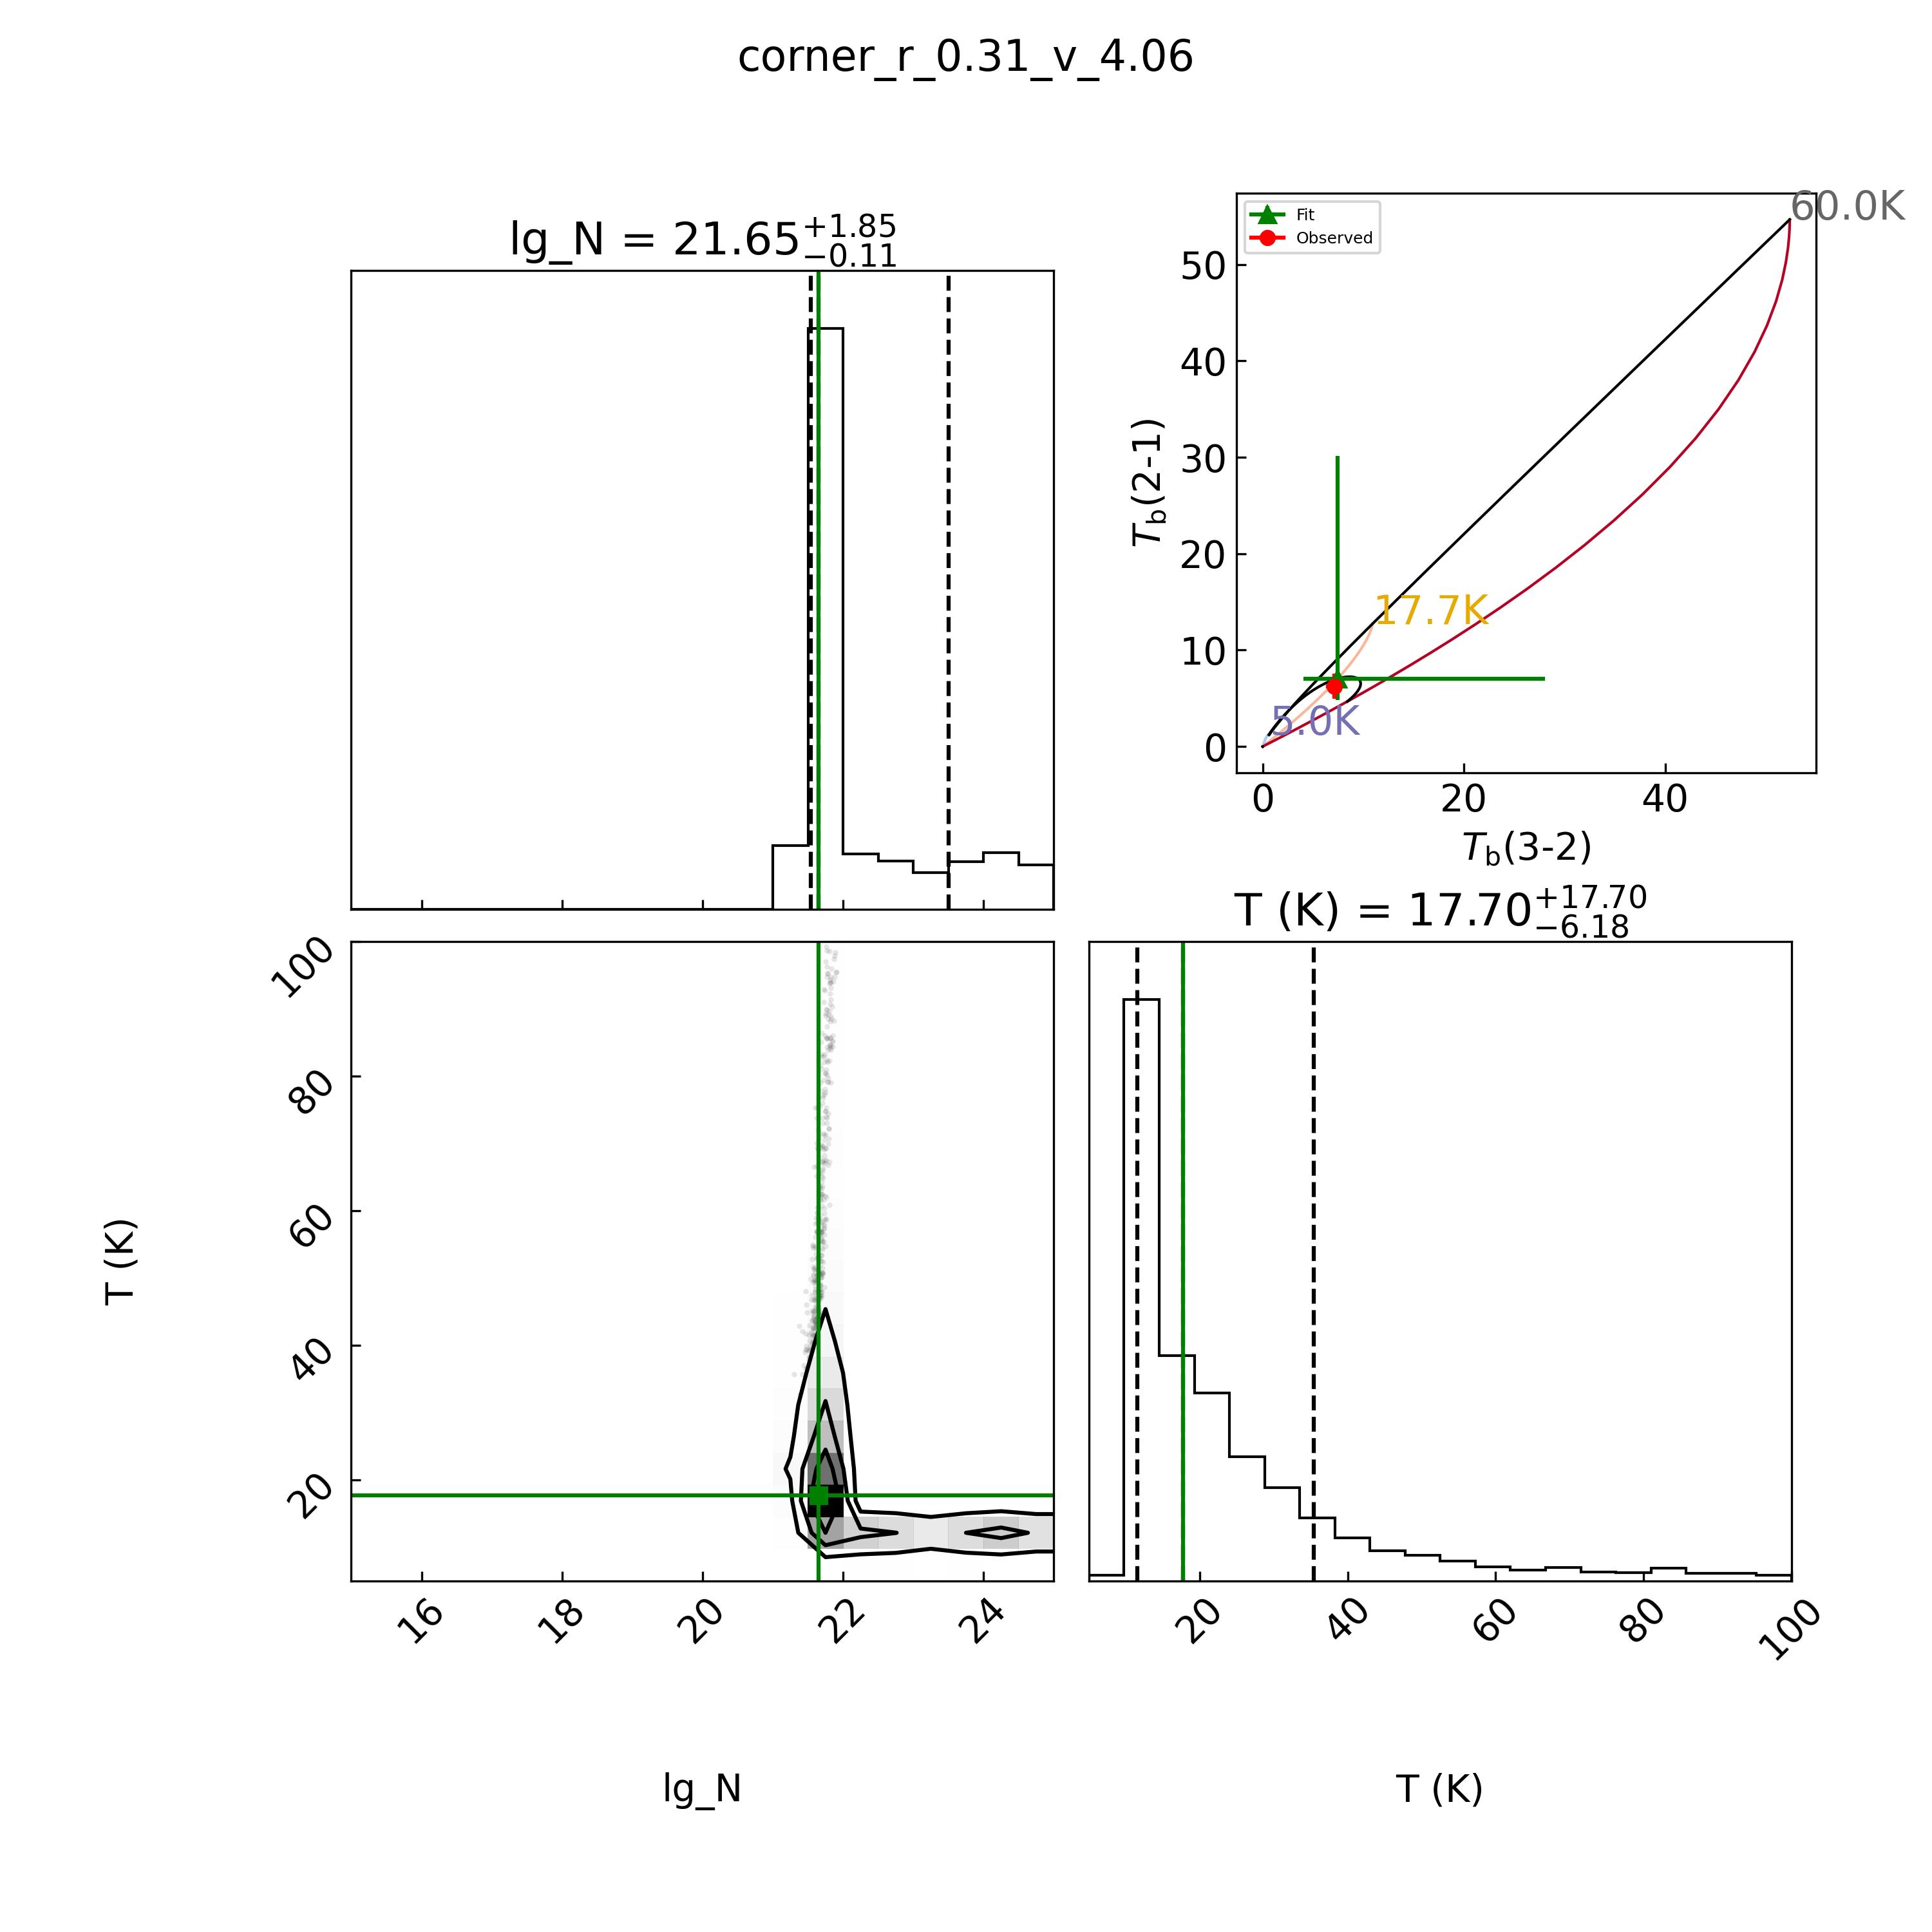 corner_r_0.31_v_4.06
lg_N = 21.65 +1.85 −0.11
60.0K
Fit
Observed
50
40
30
20
10
0
T_b(2-1)
17.7K
5.0K
0 20 40
T_b(3-2)
T (K) = 17.70 +17.70 −6.18
100
80
60
40
20
T (K)
16 18 20 22 24
20 40 60 80 100
lg_N
T (K)